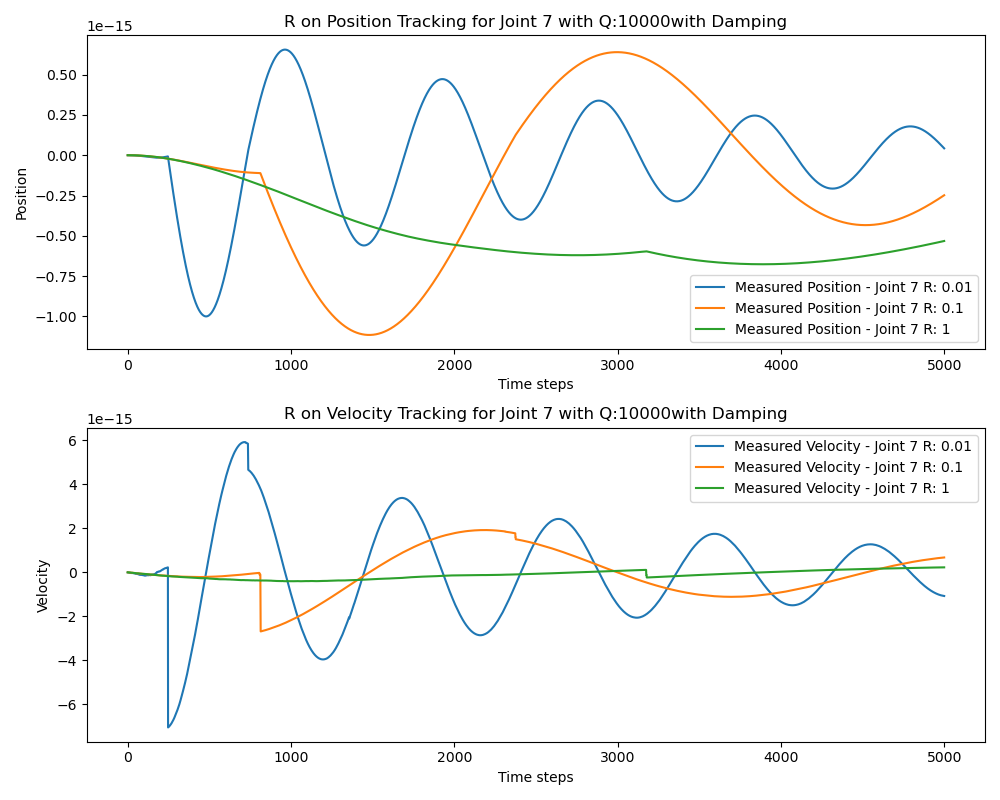 R on Position Tracking for Joint 7 with Q:10000with Damping
1e−15
0.50
0.25
0.00
−0.25
−0.50
−0.75
−1.00
Position
Measured Position - Joint 7 R: 0.01
Measured Position - Joint 7 R: 0.1
Measured Position - Joint 7 R: 1
0 1000 2000 3000 4000 5000
Time steps
R on Velocity Tracking for Joint 7 with Q:10000with Damping
1e−15
6
4
2
0
−2
−4
−6
Velocity
Measured Velocity - Joint 7 R: 0.01
Measured Velocity - Joint 7 R: 0.1
Measured Velocity - Joint 7 R: 1
0 1000 2000 3000 4000 5000
Time steps